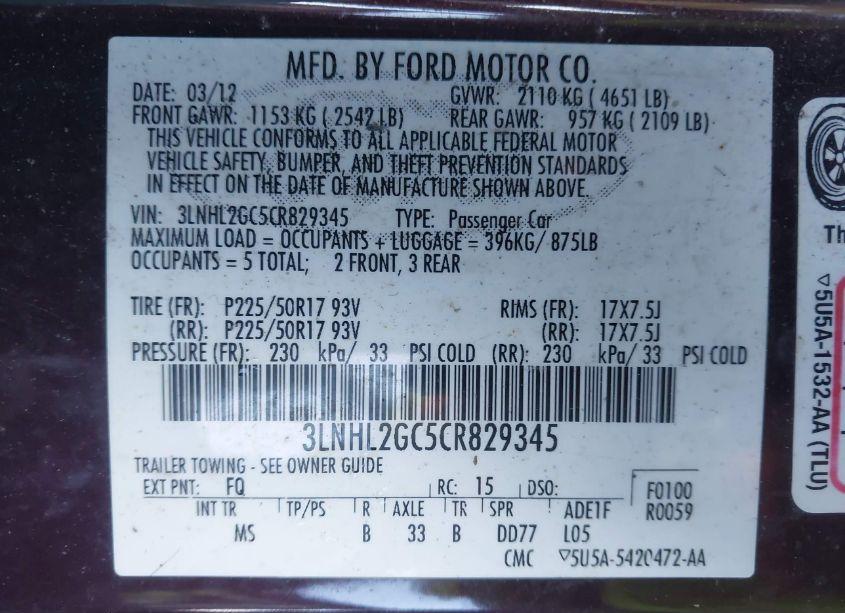 MFD. BY FORD MOTOR CO.
DATE: 03/12 GVWR: 2110 KG ( 4651 LB)
FRONT GAWR: 1153 KG ( 2542 LB) REAR GAWR: 957 KG ( 2109 LB)
THIS VEHICLE CONFORMS TO ALL APPLICABLE FEDERAL MOTOR
VEHICLE SAFETY, BUMPER, AND THEFT PREVENTION STANDARDS
IN EFFECT ON THE DATE OF MANUFACTURE SHOWN ABOVE.
VIN: 3LNHL2GC5CR829345 TYPE: Passenger Car
MAXIMUM LOAD = OCCUPANTS + LUGGAGE = 396KG/ 875LB
OCCUPANTS = 5 TOTAL; 2 FRONT, 3 REAR
TIRE (FR): P225/50R17 93V RIMS (FR): 17X7.5J
(RR): P225/50R17 93V (RR): 17X7.5J
PRESSURE (FR): 230 kPa/ 33 PSI COLD (RR): 230 kPa/ 33 PSI COLD
3LNHL2GC5CR829345
TRAILER TOWING - SEE OWNER GUIDE
EXT PNT: FQ RC: 15 DSO: F0100
INT TR TP/PS R AXLE TR SPR ADE1F R0059
MS B 33 B DD77 L05
CMC ▽5U5A-5420472-AA
Th
▽5U5A-1532-AA (TLU)